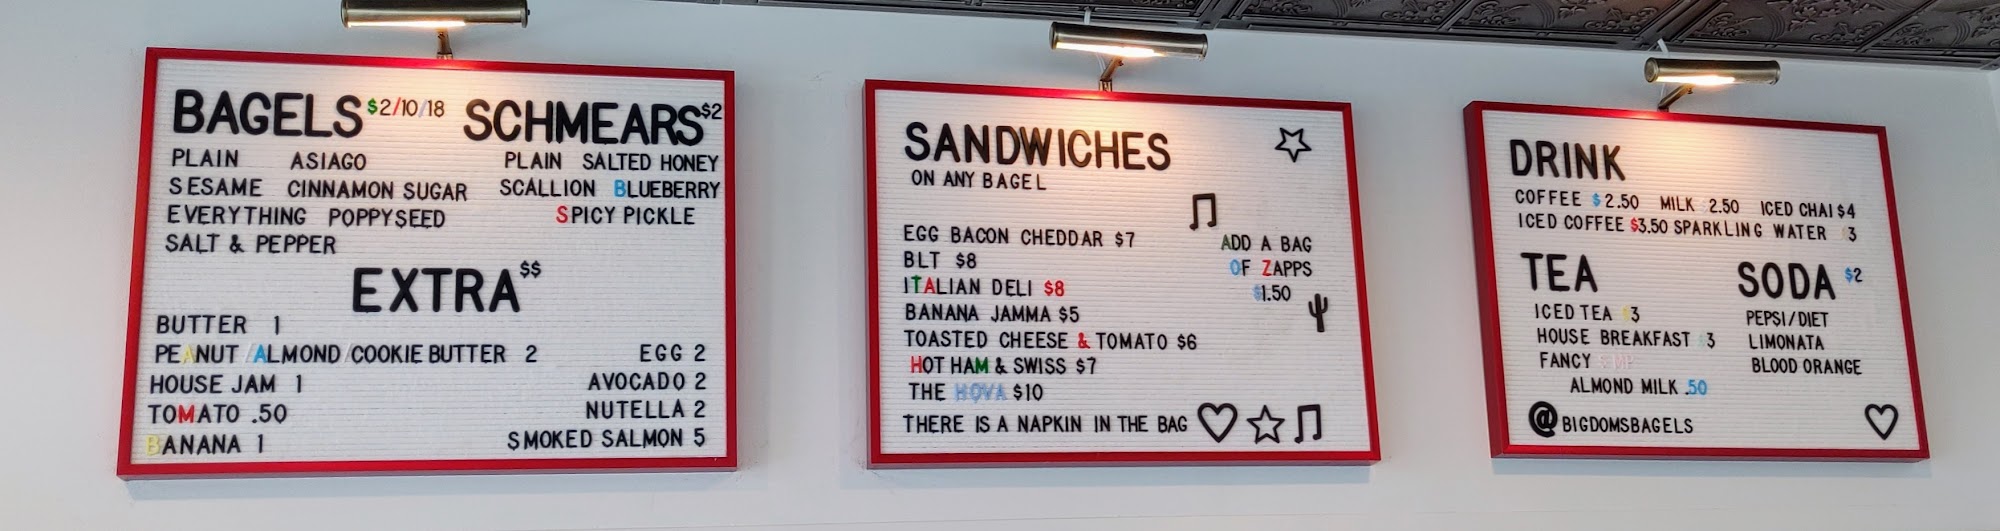 BAGELS $2/10/18
PLAIN ASIAGO
SESAME CINNAMON SUGAR
EVERYTHING POPPYSEED
SALT & PEPPER
SCHMEARS $2
PLAIN SALTED HONEY
SCALLION BLUEBERRY
SPICY PICKLE
EXTRA $$
BUTTER 1
PEANUT/ALMOND/COOKIE BUTTER 2
HOUSE JAM 1
TOMATO .50
BANANA 1
EGG 2
AVOCADO 2
NUTELLA 2
SMOKED SALMON 5
SANDWICHES
ON ANY BAGEL
EGG BACON CHEDDAR $7
BLT $8
ITALIAN DELI $8
BANANA JAMMA $5
TOASTED CHEESE & TOMATO $6
HOT HAM & SWISS $7
THE HOVA $10
THERE IS A NAPKIN IN THE BAG
ADD A BAG
OF ZAPPS
$1.50
DRINK
COFFEE $2.50 MILK $2.50 ICED CHAI $4
ICED COFFEE $3.50 SPARKLING WATER $3
TEA
ICED TEA $3
HOUSE BREAKFAST $3
FANCY
ALMOND MILK .50
SODA $2
PEPSI/DIET
LIMONATA
BLOOD ORANGE
@BIGDOMSBAGELS